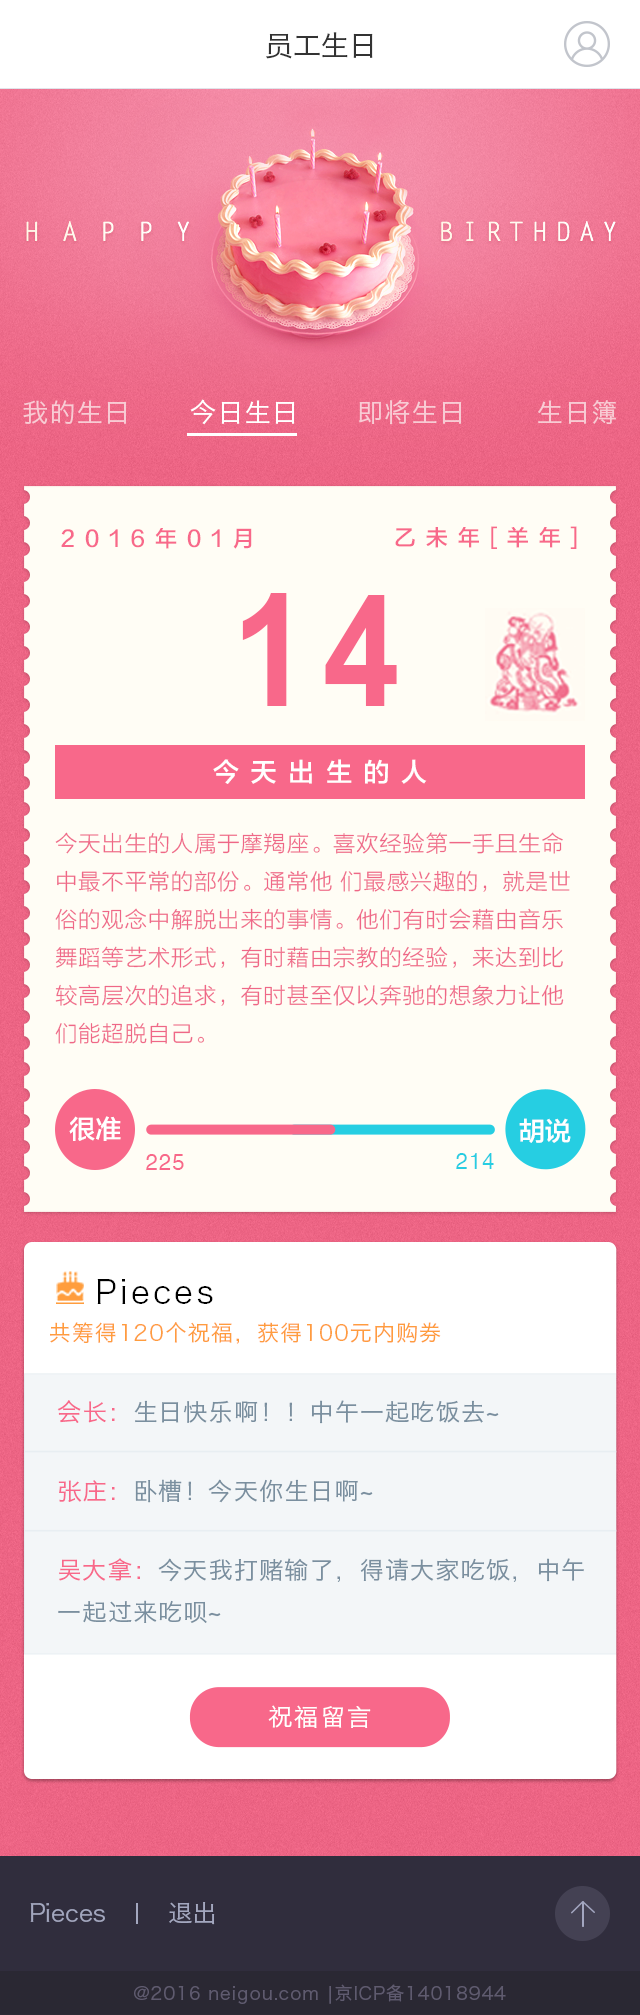 员工生日
HAPPY BIRTHDAY
我的生日 今日生日 即将生日 生日簿
2016年01月 乙未年[羊年]
14
今天出生的人
今天出生的人属于摩羯座。喜欢经验第一手且生命
中最不平常的部份。通常他 们最感兴趣的，就是世
俗的观念中解脱出来的事情。他们有时会藉由音乐
舞蹈等艺术形式，有时藉由宗教的经验，来达到比
较高层次的追求，有时甚至仅以奔驰的想象力让他
们能超脱自己。
很准 胡说
225 214
Pieces
共筹得120个祝福，获得100元内购券
会长：生日快乐啊！！中午一起吃饭去~
张庄：卧槽！今天你生日啊~
吴大拿：今天我打赌输了，得请大家吃饭，中午
一起过来吃呗~
祝福留言
Pieces | 退出
@2016 neigou.com |京ICP备14018944